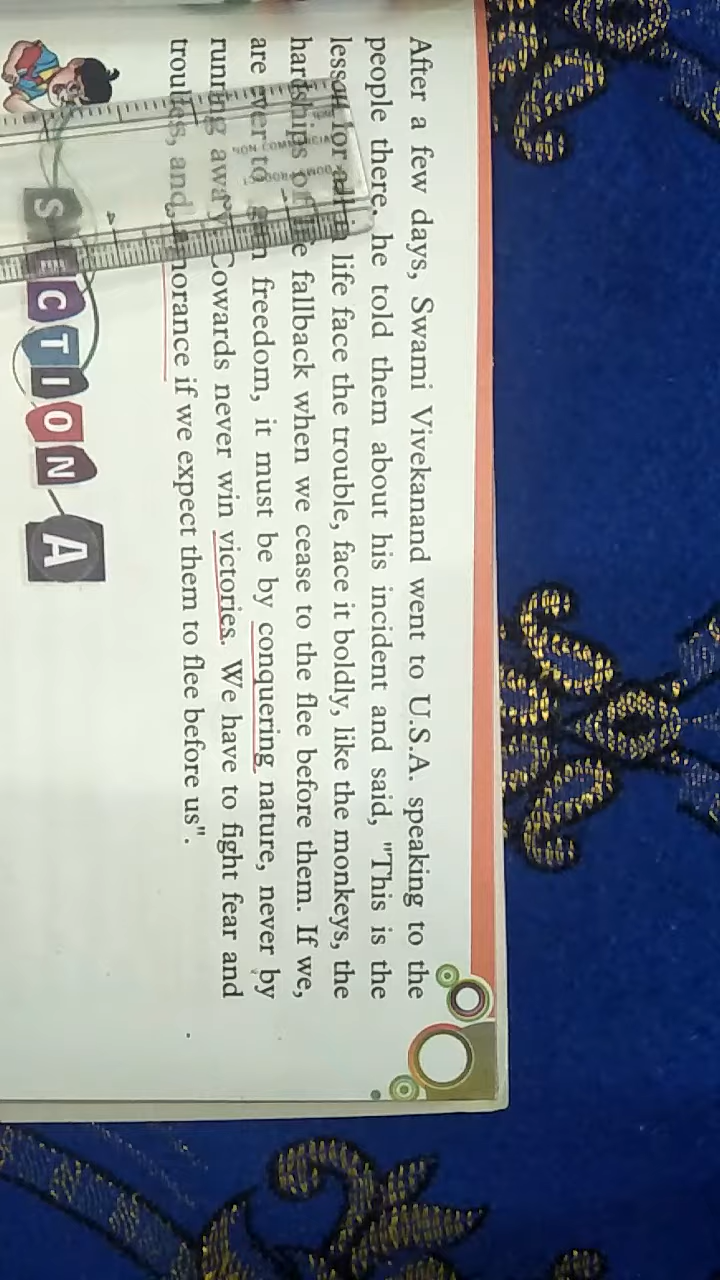 After a few days, Swami Vivekanand went to U.S.A. speaking to the
people there, he told them about his incident and said, "This is the
lesson for all in life face the trouble, face it boldly, like the monkeys, the
hardships of life fallback when we cease to the flee before them. If we,
are ever to gain freedom, it must be by conquering nature, never by
running away. Cowards never win victories. We have to fight fear and
troubles, and ignorance if we expect them to flee before us".
SECTION-A